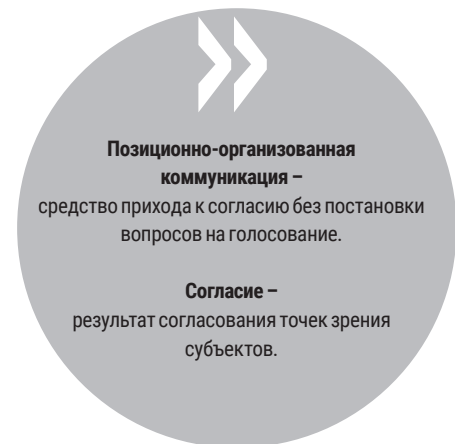 Позиционно-организованная
коммуникация –
средство прихода к согласию без постановки
вопросов на голосование.
Согласие –
результат согласования точек зрения
субъектов.